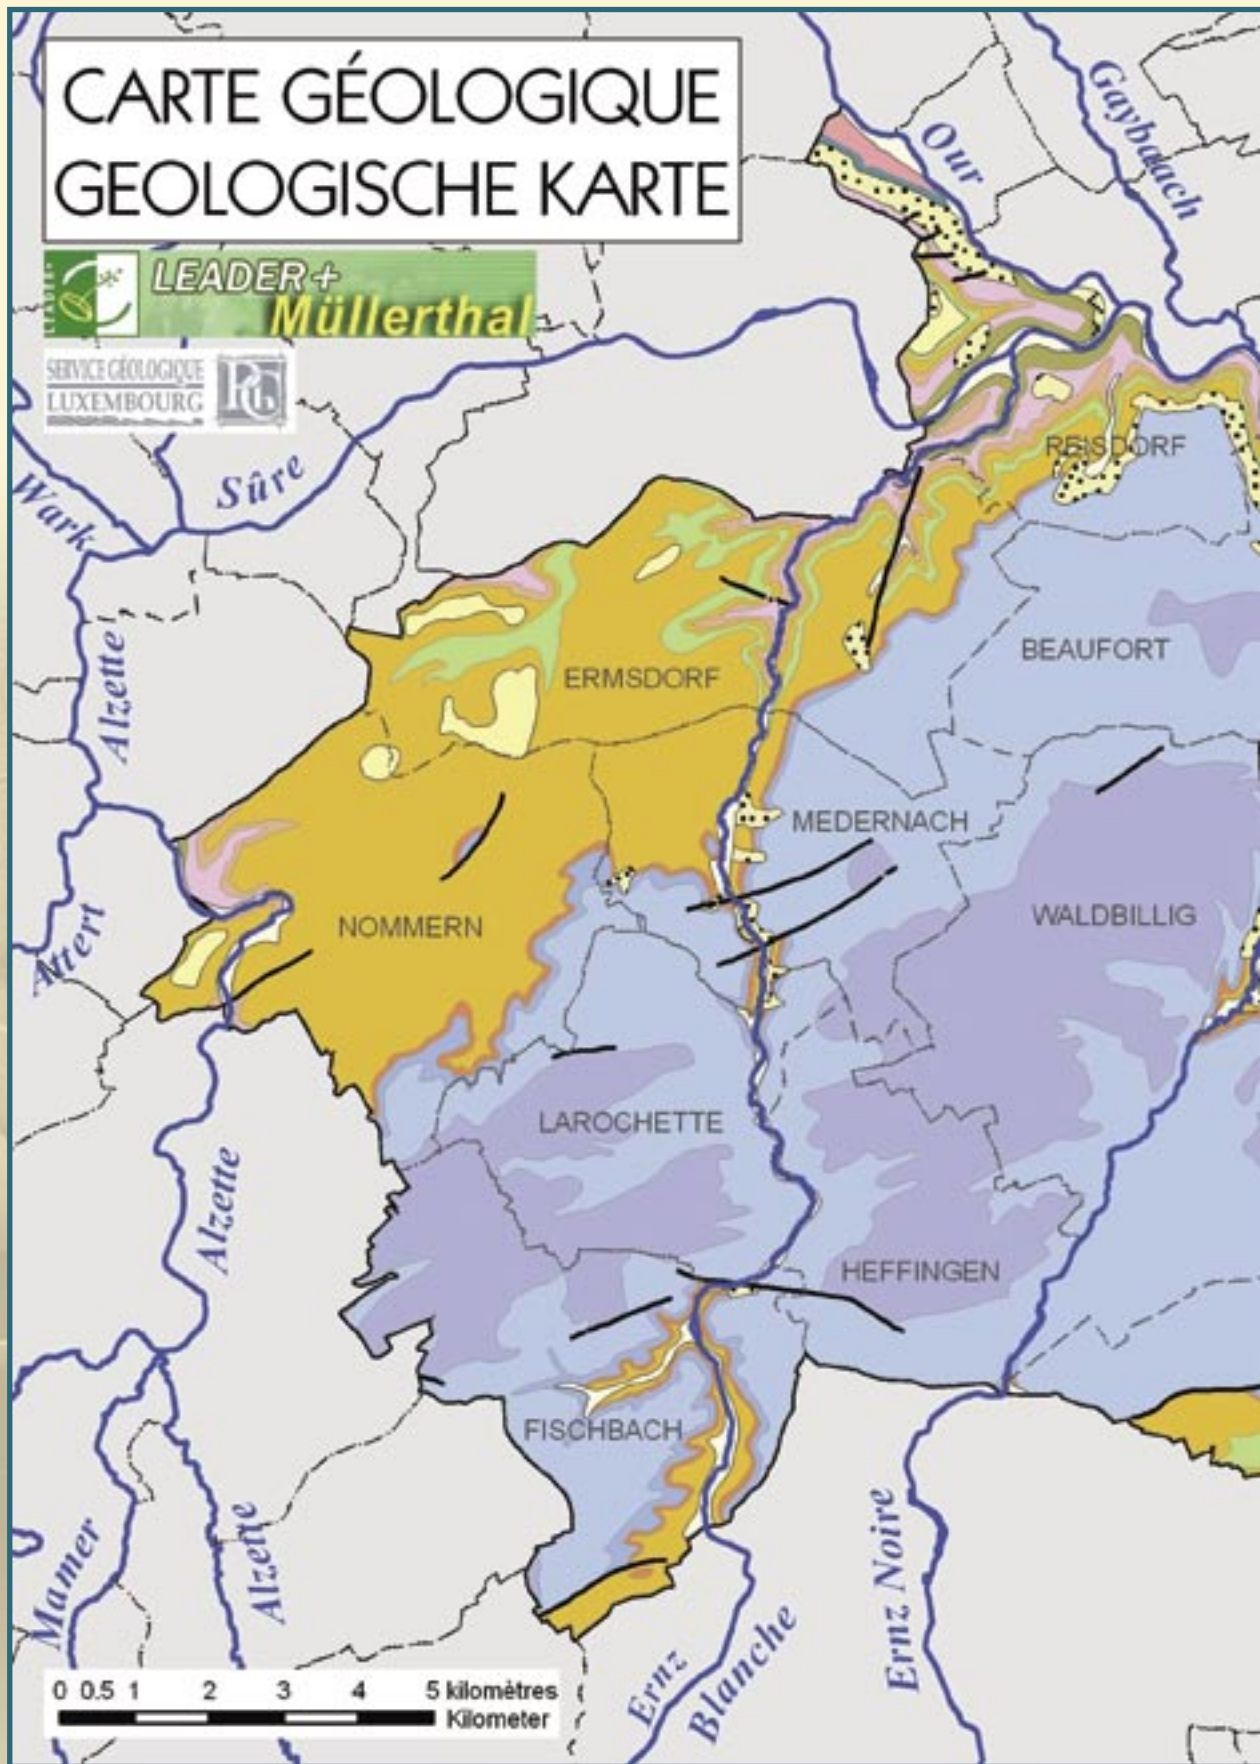 CARTE GÉOLOGIQUE
GEOLOGISCHE KARTE
LEADER+
LEADER+
Müllerthal
SERVICE GÉOLOGIQUE
LUXEMBOURG
Our
Gaybach
Wark
Sûre
REISDORF
Alzette
BEAUFORT
ERMSDORF
MEDERNACH
WALDBILLIG
NOMMERN
Attert
LAROCHETTE
Alzette
HEFFINGEN
FISCHBACH
Mamer
Alzette
Ernz Noire
Ernz
Blanche
0 0.5 1 2 3 4 5 kilomètres
Kilometer